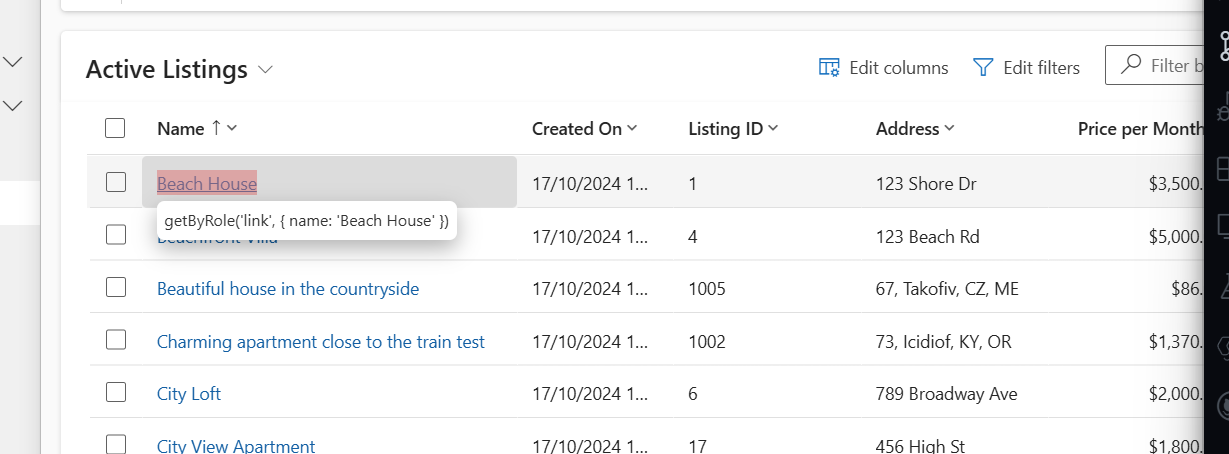 Active Listings
Edit columns Edit filters Filter b
Name Created On Listing ID Address Price per Month
Beach House 17/10/2024 1... 1 123 Shore Dr $3,500.
getByRole('link', { name: 'Beach House' })
Beachfront Villa 17/10/2024 1... 4 123 Beach Rd $5,000.
Beautiful house in the countryside 17/10/2024 1... 1005 67, Takofiv, CZ, ME $86.
Charming apartment close to the train test 17/10/2024 1... 1002 73, Icidiof, KY, OR $1,370.
City Loft 17/10/2024 1... 6 789 Broadway Ave $2,000.
City View Apartment 17/10/2024 1... 17 456 High St $1,800.